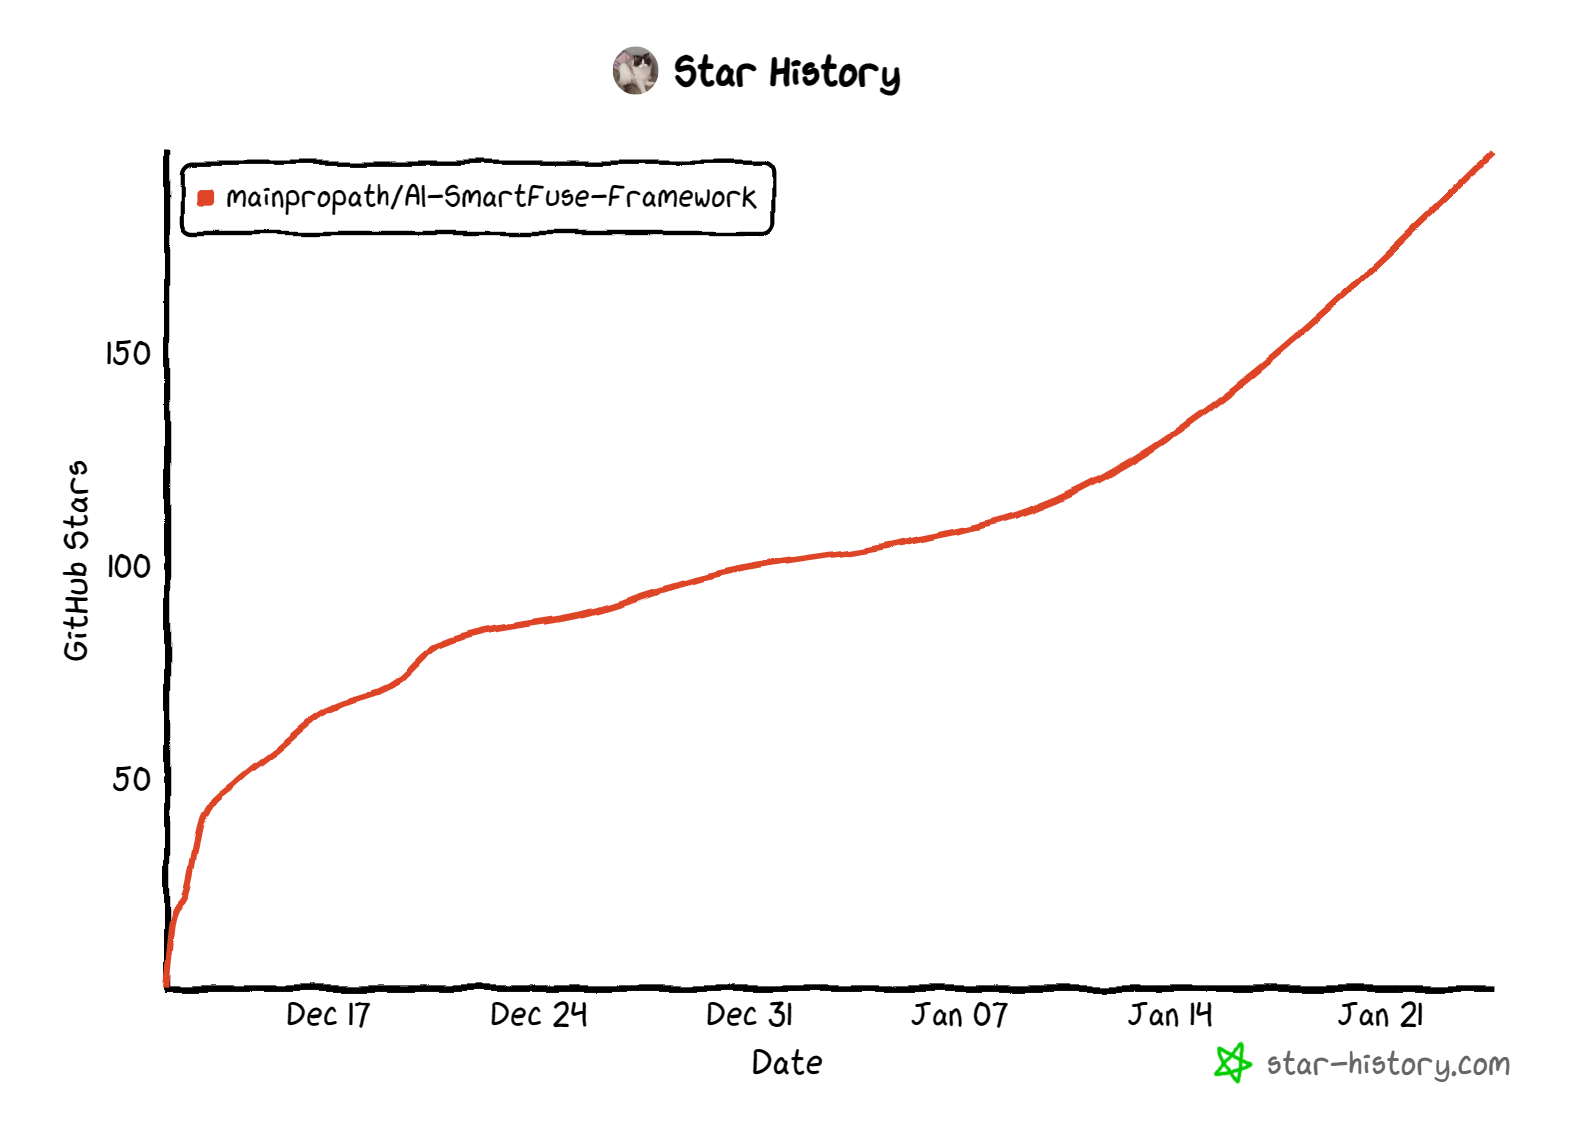 Star History
mainpropath/AI-SmartFuse-Framework
150
100
50
GitHub Stars
Dec 17
Dec 24
Dec 31
Jan 07
Jan 14
Jan 21
Date
star-history.com